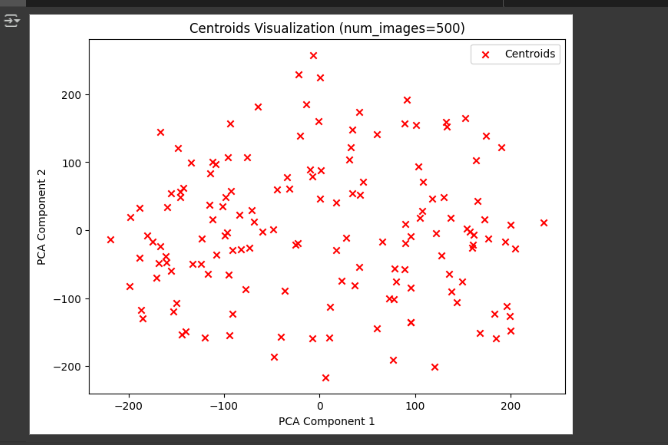 Centroids Visualization (num_images=500)
Centroids
200
100
0
−100
−200
PCA Component 2
−200 −100 0 100 200
PCA Component 1